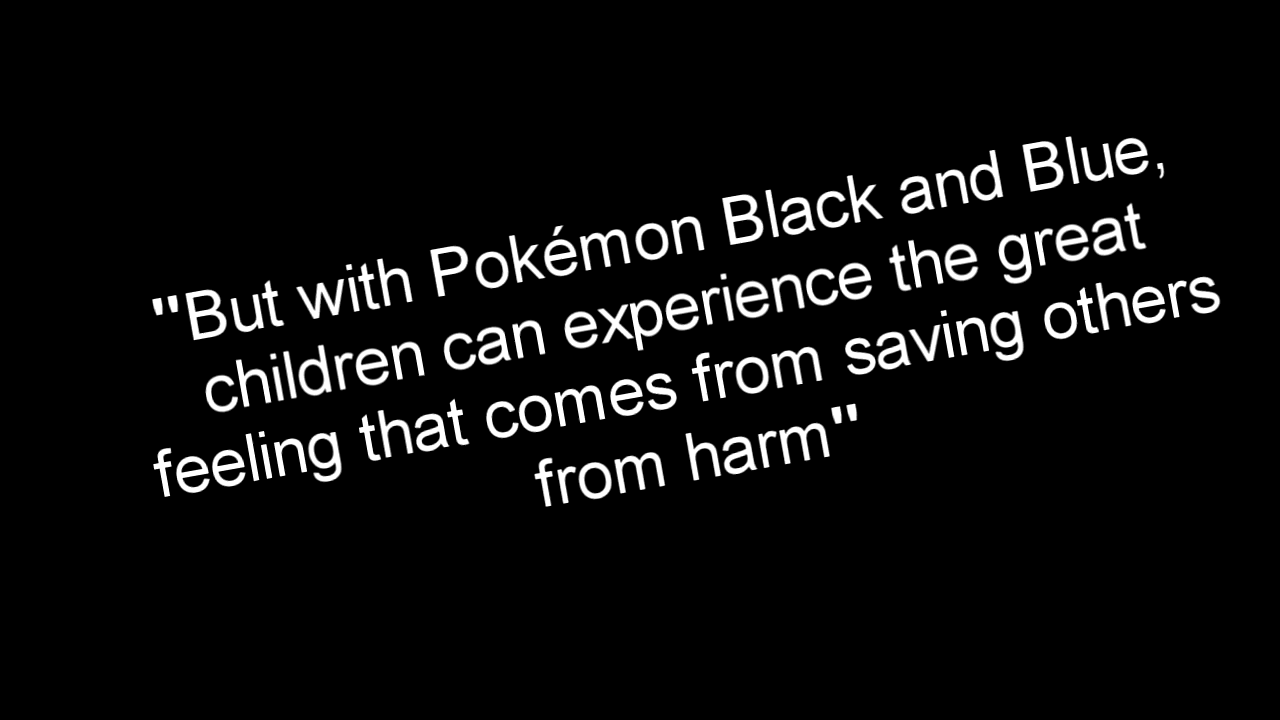 "But with Pokémon Black and Blue,
children can experience the great
feeling that comes from saving others
from harm"